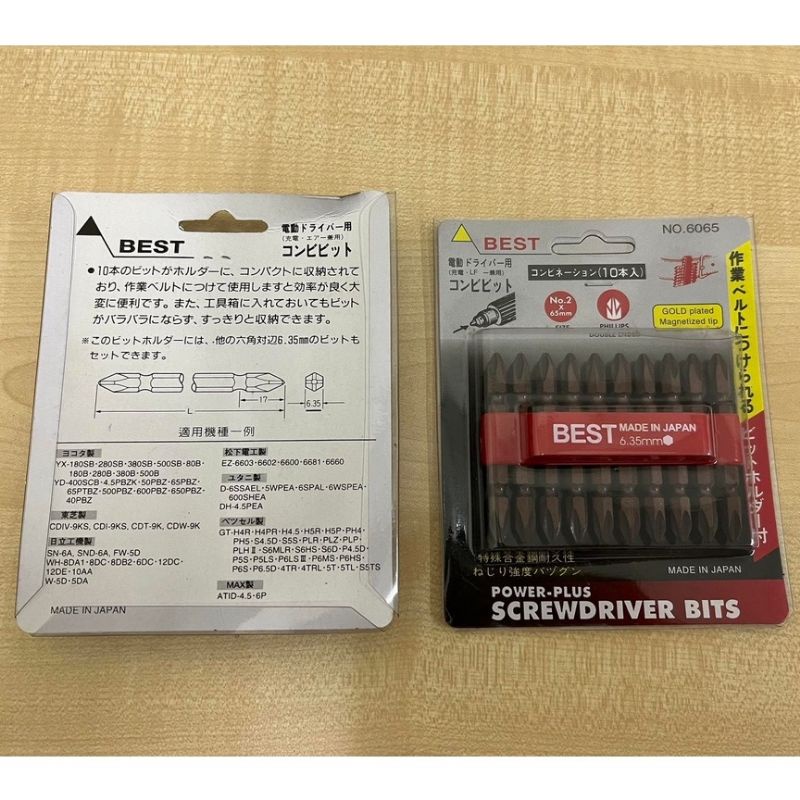 BEST
電動ドライバー用
(充電・エアー兼用)
コンビビット
●10本のビットがホルダーに、コンパクトに収納されて
おり、作業ベルトにつけて使用しますと効率が良く大
変に便利です。また、工具箱に入れておいてもビット
がバラバラにならず、すっきりと収納できます。
※このビットホルダーには、他の六角対辺6.35mmのビットも
セットできます。
17
L
6.35
適用機種一例
ヨコタ製
YX-180SB・280SB・380SB・500SB・80B・
180B・280B・380B・500B
YD-400SCB・4.5PBZK・50PBZ・65PBZ・
65PTBZ・500PBZ・600PBZ・650PBZ・
40PBZ
東芝製
CDIV-9KS、CDI-9KS、CDT-9K、CDW-9K
日立工機製
SN-6A、SND-6A、FW-5D
WH-8DA1・8DC・8DB2・6DC・12DC・
12DE・10AA
W-5D・5DA
松下電工製
EZ-6603・6602・6600・6681・6660
ユタニ製
D-6SSAEL・5WPEA・6SPAL・6WSPEA・
600SHEA
DH-4.5PEA
ベッセル製
GT-H4R・H4PR・H4.5・H5R・H5P・PH4・
PH5・S4.5D・S5S・PLR・PLZ・PLP・
PLHⅡ・S6MLR・S6HS・S6D・P4.5D・
P5S・P5LS・P6LSⅡ・P6MS・P6HS・
P6S・P6.5D・4TR・4TRL・5T・5TL・S5TS
MAX製
ATID-4.5・6P
MADE IN JAPAN
BEST
NO.6065
電動ドライバー用
(充電・LF 兼用)
コンビビット
コンビネーション(10本入)
No.2
×
65mm
SIZE
PHILLIPS
DOUBLE ENDED
GOLD plated
Magnetized tip
作業ベルトにつけられる
ビットホルダー付
BEST MADE IN JAPAN
6.35mm
特殊合金鋼耐久性
ねじり強度バツグン
MADE IN JAPAN
POWER-PLUS
SCREWDRIVER BITS